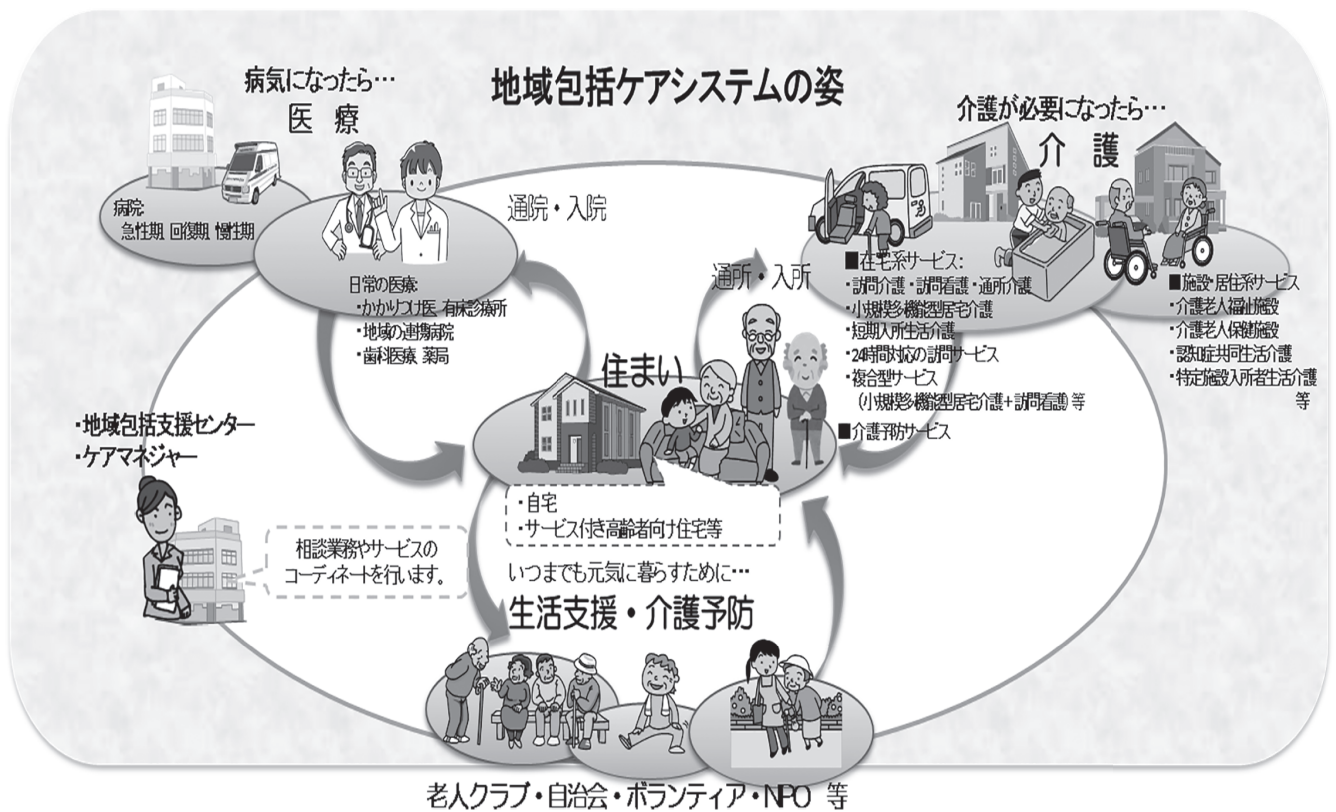 地域包括ケアシステムの姿
病気になったら…
医 療
病院:
急性期、回復期、慢性期
日常の医療:
・かかりつけ医、有床診療所
・地域の連携病院
・歯科医療、薬局
通院・入院
通所・入所
介護が必要になったら…
介 護
■在宅系サービス:
・訪問介護・訪問看護・通所介護
・小規模多機能型居宅介護
・短期入所生活介護
・24時間対応の訪問サービス
・複合型サービス
(小規模多機能型居宅介護+訪問看護)等
■介護予防サービス
■施設・居住系サービス
・介護老人福祉施設
・介護老人保健施設
・認知症共同生活介護
・特定施設入所者生活介護
等
住まい
・自宅
・サービス付き高齢者向け住宅等
・地域包括支援センター
・ケアマネジャー
相談業務やサービスの
コーディネートを行います。
いつまでも元気に暮らすために…
生活支援・介護予防
老人クラブ・自治会・ボランティア・NPO 等